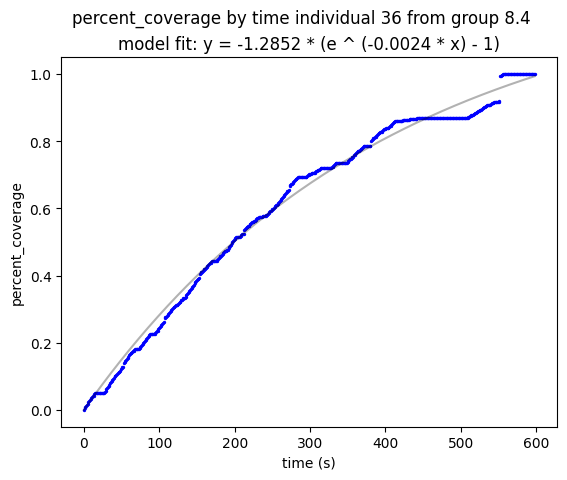 percent_coverage by time individual 36 from group 8.4
model fit: y = -1.2852 * (e ^ (-0.0024 * x) - 1)
1.0
0.8
0.6
0.4
0.2
0.0
percent_coverage
0 100 200 300 400 500 600
time (s)